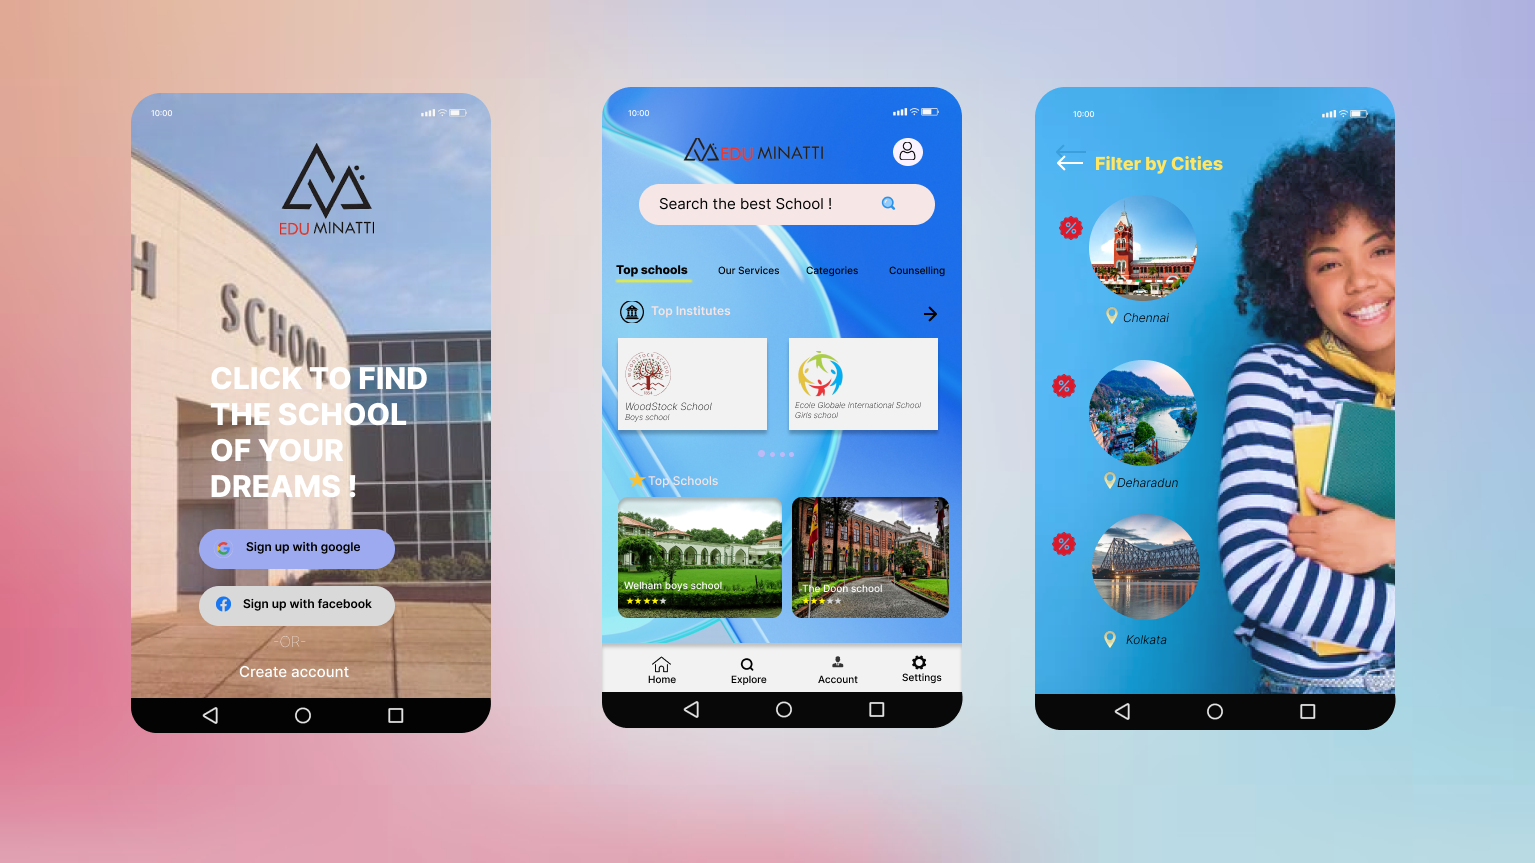 10:00
EDU MINATTI
H SCHOOL
CLICK TO FIND
THE SCHOOL
OF YOUR
DREAMS !
Sign up with google
Sign up with facebook
-OR-
Create account
10:00
EDU MINATTI
Search the best School !
Top schools Our Services Categories Counselling
Top Institutes
WOODSTOCK SCHOOL
1854
WoodStock School
Boys school
Ecole Globale International School
Girls school
Top Schools
Welham boys school
The Doon school
Home Explore Account Settings
10:00
Filter by Cities
%
Chennai
%
Deharadun
%
Kolkata